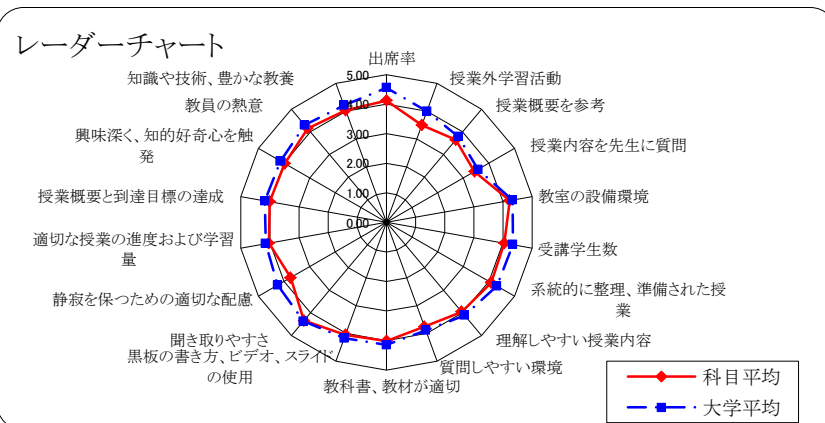 レーダーチャート
出席率
授業外学習活動
授業概要を参考
授業内容を先生に質問
教室の設備環境
受講学生数
系統的に整理、準備された授
業
理解しやすい授業内容
質問しやすい環境
教科書、教材が適切
黒板の書き方、ビデオ、スライド
の使用
聞き取りやすさ
静寂を保つための適切な配慮
適切な授業の進度および学習
量
授業概要と到達目標の達成
興味深く、知的好奇心を触
発
教員の熱意
知識や技術、豊かな教養
5.00
4.00
3.00
2.00
1.00
0.00
科目平均
大学平均